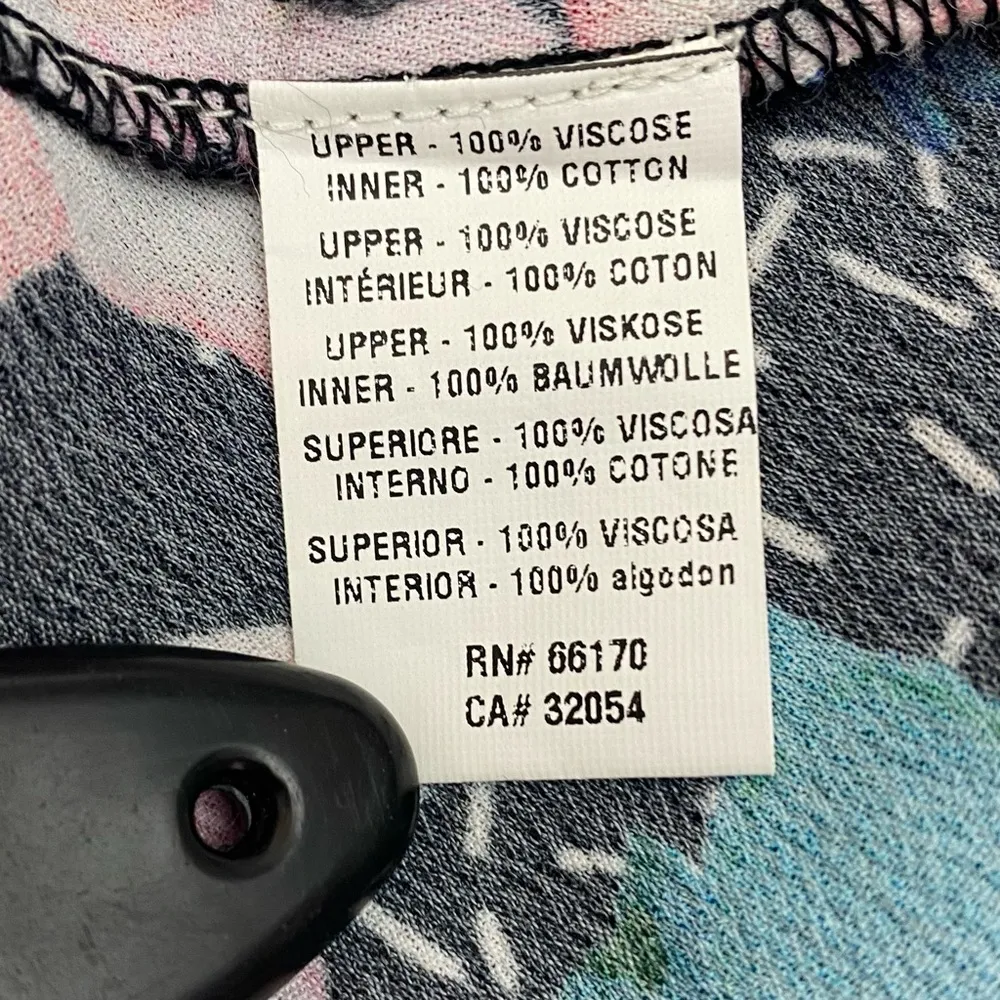 UPPER - 100% VISCOSE
INNER - 100% COTTON
UPPER - 100% VISCOSE
INTÉRIEUR - 100% COTON
UPPER - 100% VISKOSE
INNER - 100% BAUMWOLLE
SUPERIORE - 100% VISCOSA
INTERNO - 100% COTONE
SUPERIOR - 100% VISCOSA
INTERIOR - 100% algodon
RN# 66170
CA# 32054